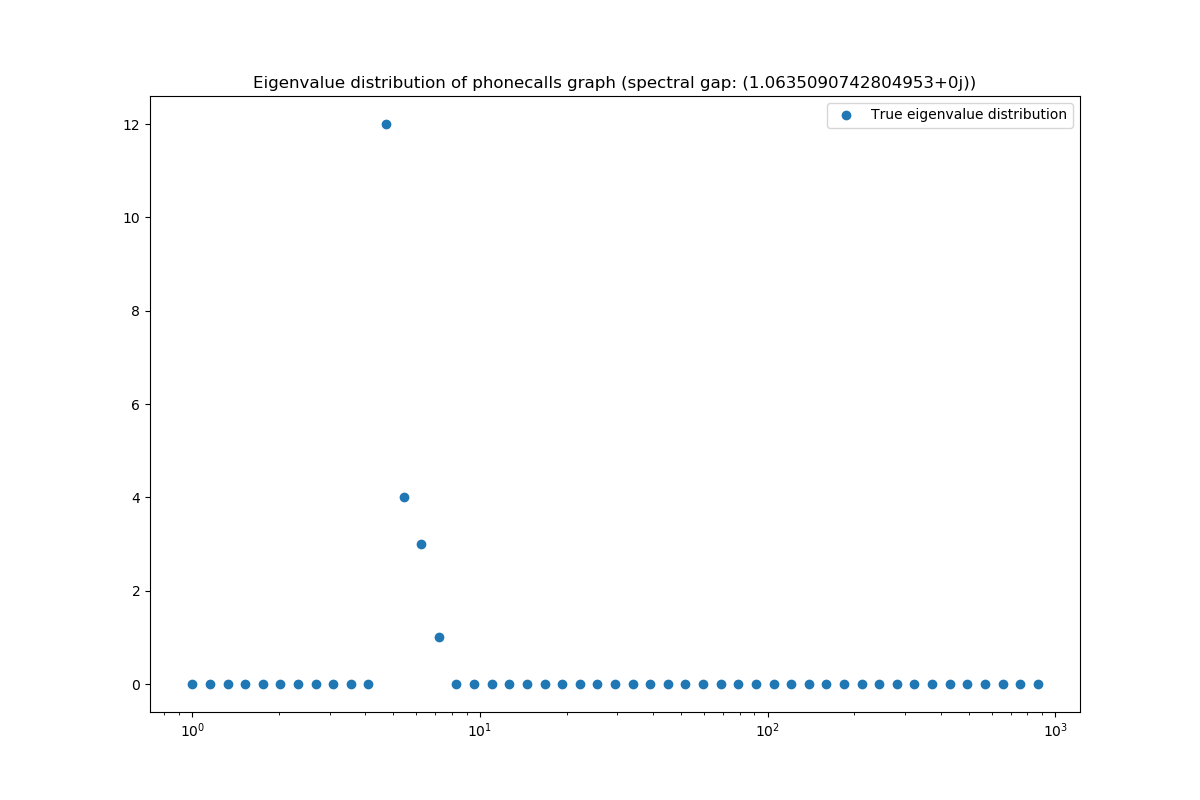 Eigenvalue distribution of phonecalls graph (spectral gap: (1.0635090742804953+0j))
True eigenvalue distribution
12
10
8
6
4
2
0
10⁰ 10¹ 10² 10³